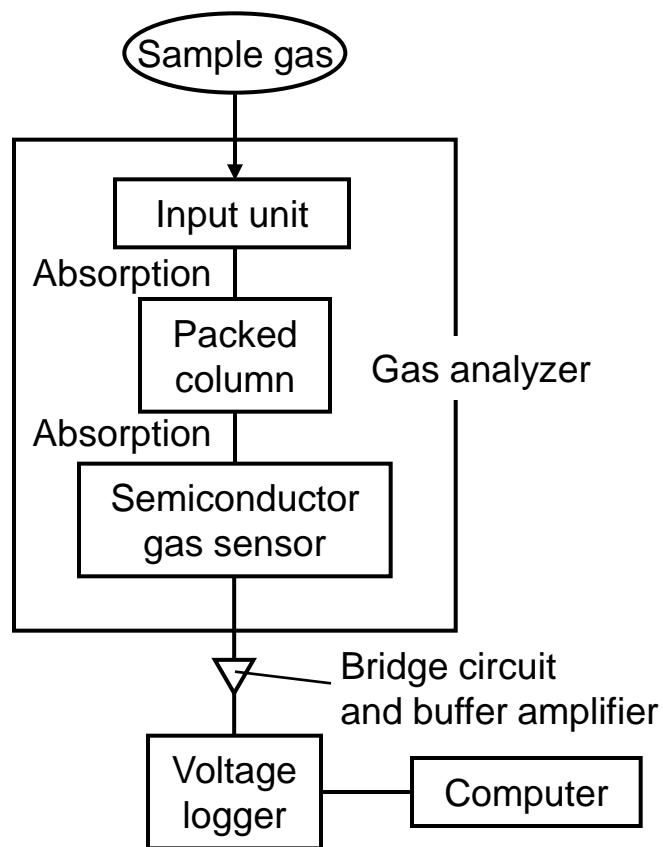 Sample gas
Input unit
Absorption
Packed
column
Gas analyzer
Absorption
Semiconductor
gas sensor
Bridge circuit
and buffer amplifier
Voltage
logger
Computer